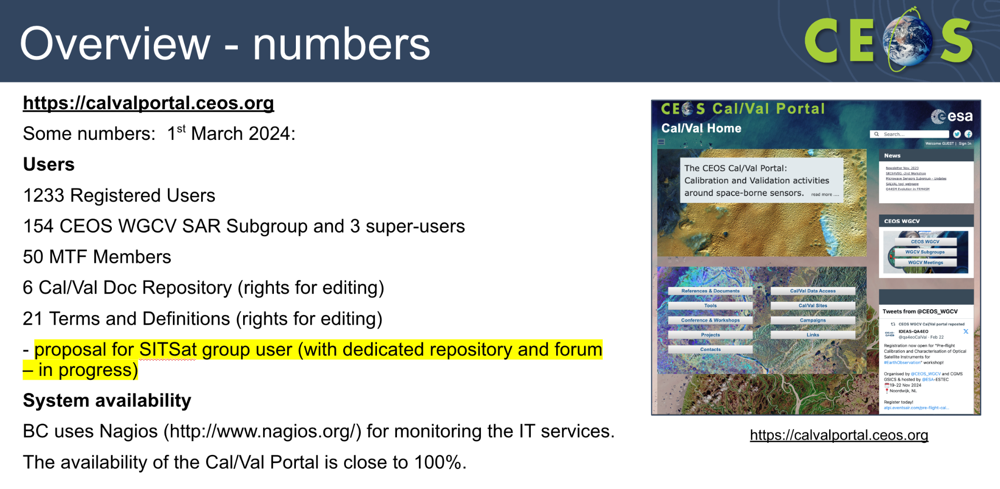 Overview - numbers
CEOS
https://calvalportal.ceos.org
Some numbers:  1st March 2024:
Users
1233 Registered Users
154 CEOS WGCV SAR Subgroup and 3 super-users
50 MTF Members
6 Cal/Val Doc Repository (rights for editing)
21 Terms and Definitions (rights for editing)
- proposal for SITSat group user (with dedicated repository and forum
– in progress)
System availability
BC uses Nagios (http://www.nagios.org/) for monitoring the IT services.
The availability of the Cal/Val Portal is close to 100%.
CEOS Cal/Val Portal
esa
Cal/Val Home
Search...
Welcome GUEST | Sign In
The CEOS Cal/Val Portal:
Calibration and Validation activities
around space-borne sensors. read more ....
References & Documents
Cal/Val Data Access
Tools
Cal/Val Sites
Conference & Workshops
Campaigns
Projects
Links
Contacts
News
Newsletter Nov. 2023
SRIX4VEG -2nd Workshop
Microwave Sensors Subgroup - Updates
SALVAL tool webpage
QA4SM Evolution in FRM4SM
CEOS WGCV
CEOS WGCV
WGCV Subgroups
WGCV Meetings
Tweets from @CEOS_WGCV
CEOS WGCV Cal/Val portal reposted
IDEAS-QA4EO
@qa4eoCalVal · Feb 22
Registration now open for "Pre-flight
Calibration and Characterisation of Optical
Satellite Instruments for
#EarthObservation" workshop!
Organised by @CEOS_WGCV and CGMS
GSICS & hosted by @ESA-ESTEC
19-22 Nov 2024
Noordwijk, NL
Register today!
atpi.eventsair.com/pre-flight-cal...
https://calvalportal.ceos.org